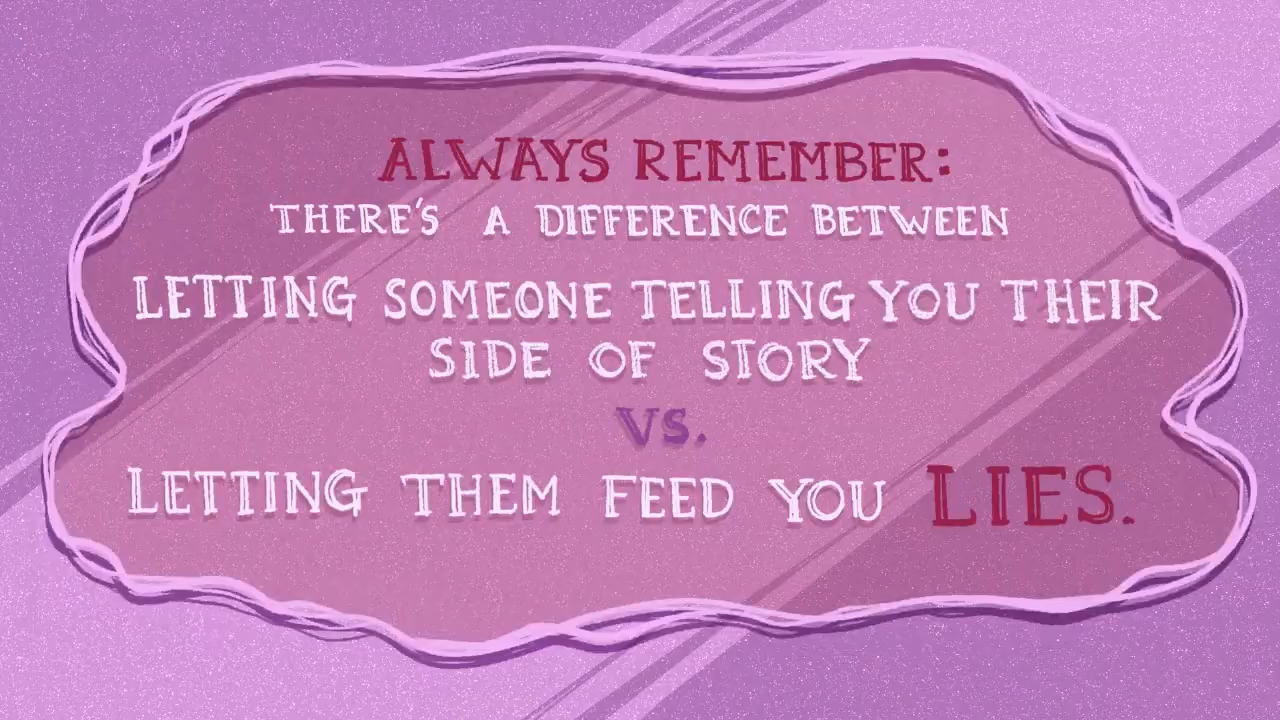 ALWAYS REMEMBER:
THERE'S A DIFFERENCE BETWEEN
LETTING SOMEONE TELLING YOU THEIR
SIDE OF STORY
VS.
LETTING THEM FEED YOU LIES.